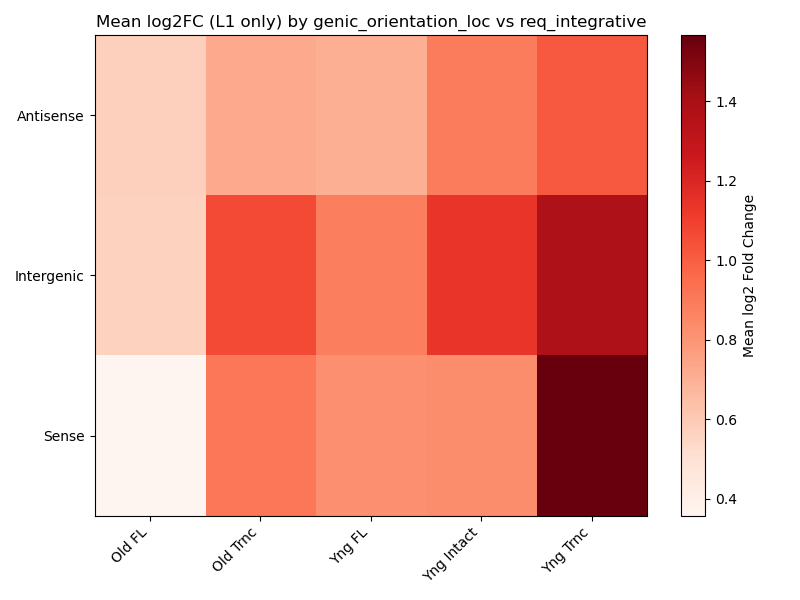 Mean log2FC (L1 only) by genic_orientation_loc vs req_integrative
Antisense
Intergenic
Sense
Old FL
Old Trnc
Yng FL
Yng Intact
Yng Trnc
1.4
1.2
1.0
0.8
0.6
0.4
Mean log2 Fold Change